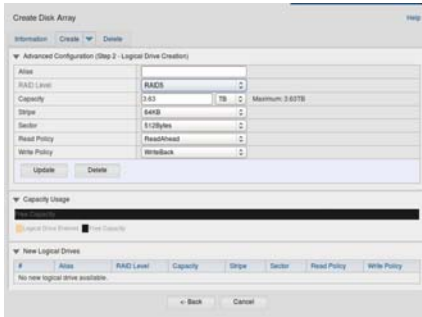 Create Disk Array
Help
Information Create Delete
Advanced Configuration (Step 2 - Logical Drive Creation)
Alias
RAID Level RAID5
Capacity 3.63 TB Maximum: 3.63TB
Stripe 64KB
Sector 512Bytes
Read Policy ReadAhead
Write Policy WriteBack
Update Delete
Capacity Usage
Free Capacity
Logical Drive Entered Free Capacity
New Logical Drives
# Alias RAID Level Capacity Stripe Sector Read Policy Write Policy
No new logical drive available.
< Back Cancel